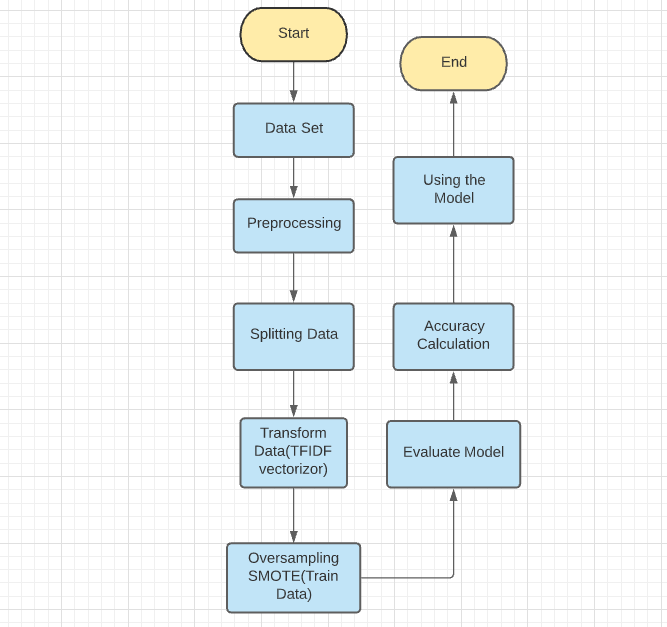 Start
Data Set
Preprocessing
Splitting Data
Transform
Data(TFIDF
vectorizor)
Oversampling
SMOTE(Train
Data)
Evaluate Model
Accuracy
Calculation
Using the
Model
End